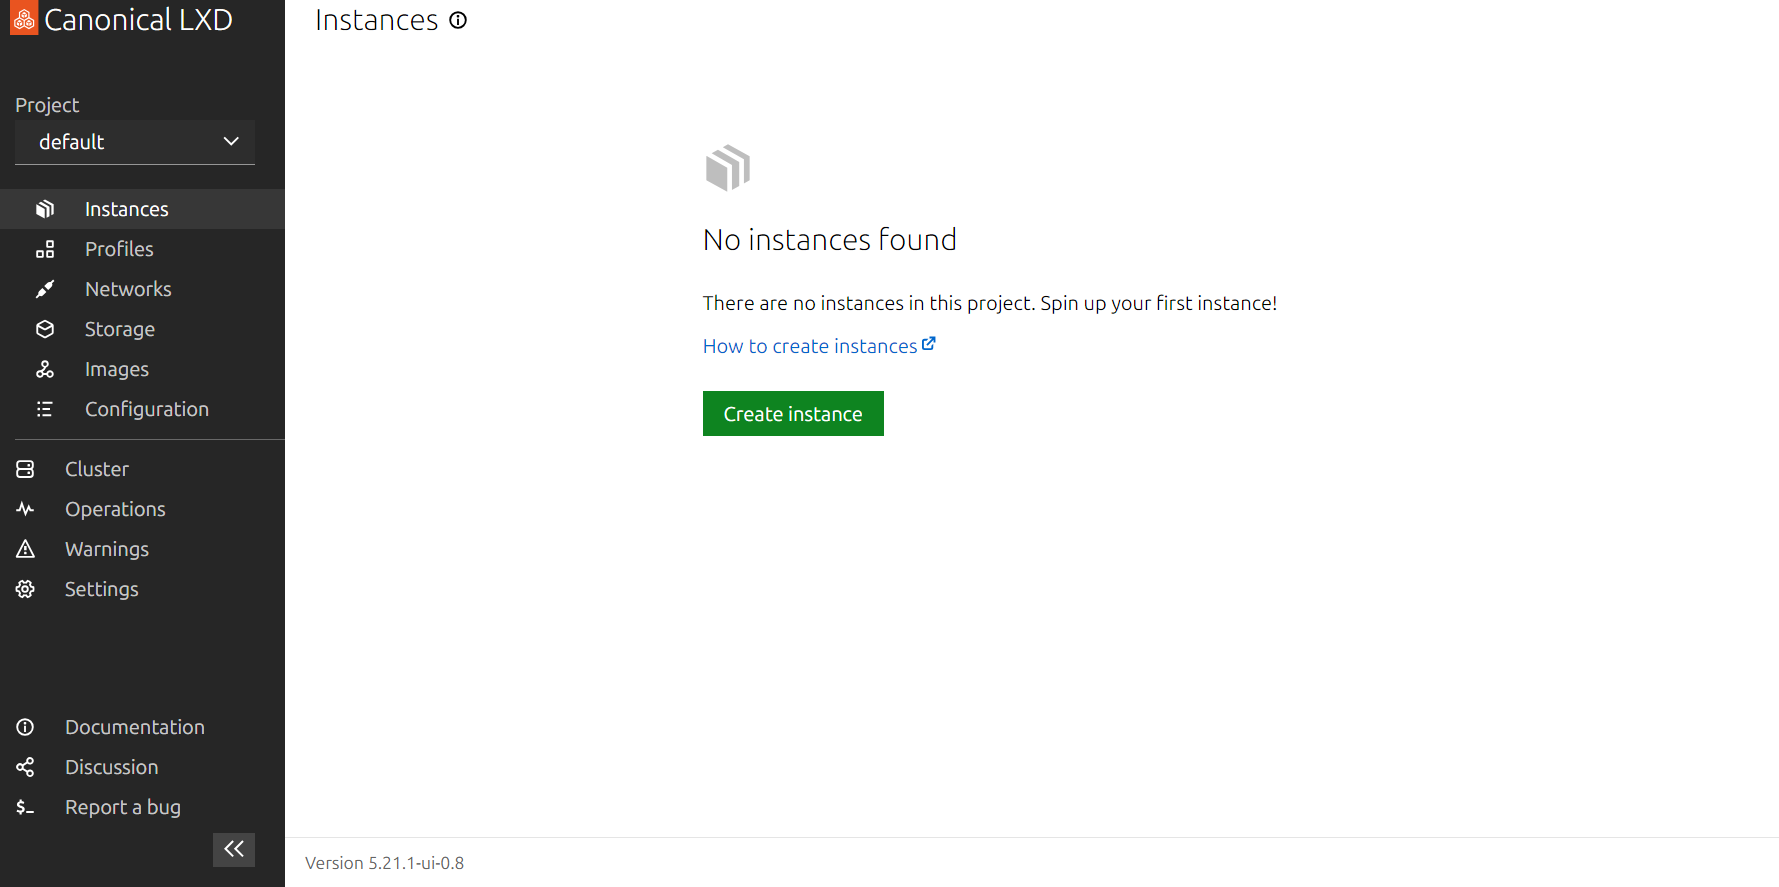 Canonical LXD
Project
default
Instances
Profiles
Networks
Storage
Images
Configuration
Cluster
Operations
Warnings
Settings
Documentation
Discussion
$_ Report a bug
Instances
No instances found
There are no instances in this project. Spin up your first instance!
How to create instances
Create instance
Version 5.21.1-ui-0.8